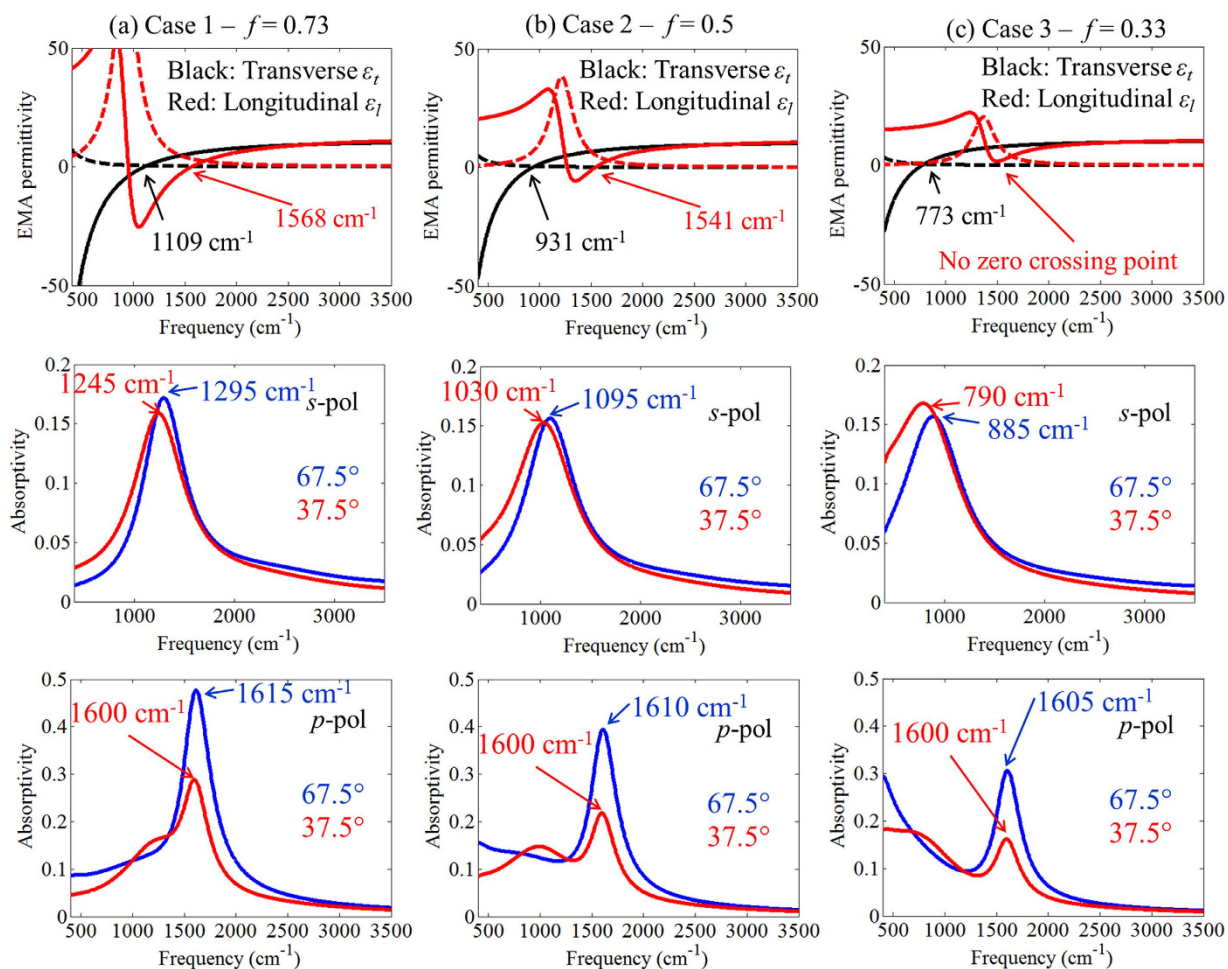 (a) Case 1 – f = 0.73
50
Black: Transverse εt
Red: Longitudinal εl
0
1568 cm-1
1109 cm-1
-50
500 1000 1500 2000 2500 3000 3500
Frequency (cm-1)
EMA permittivity
(b) Case 2 – f = 0.5
50
Black: Transverse εt
Red: Longitudinal εl
0
931 cm-1
1541 cm-1
-50
500 1000 1500 2000 2500 3000 3500
Frequency (cm-1)
EMA permittivity
(c) Case 3 – f = 0.33
50
Black: Transverse εt
Red: Longitudinal εl
0
773 cm-1
No zero crossing point
-50
500 1000 1500 2000 2500 3000 3500
Frequency (cm-1)
EMA permittivity
0.2
1245 cm-1
1295 cm-1
s-pol
0.15
0.1
67.5°
37.5°
0.05
0
1000 2000 3000
Frequency (cm-1)
Absorptivity
0.2
1030 cm-1
1095 cm-1
s-pol
0.15
0.1
67.5°
37.5°
0.05
0
1000 2000 3000
Frequency (cm-1)
Absorptivity
0.2
790 cm-1
885 cm-1
s-pol
0.15
0.1
67.5°
37.5°
0.05
0
1000 2000 3000
Frequency (cm-1)
Absorptivity
0.5
1615 cm-1
1600 cm-1
p-pol
0.4
0.3
67.5°
37.5°
0.2
0.1
0
500 1000 1500 2000 2500 3000 3500
Frequency (cm-1)
Absorptivity
0.5
1610 cm-1
1600 cm-1
p-pol
0.4
0.3
67.5°
37.5°
0.2
0.1
0
500 1000 1500 2000 2500 3000 3500
Frequency (cm-1)
Absorptivity
0.5
1605 cm-1
1600 cm-1
p-pol
0.4
0.3
67.5°
37.5°
0.2
0.1
0
500 1000 1500 2000 2500 3000 3500
Frequency (cm-1)
Absorptivity